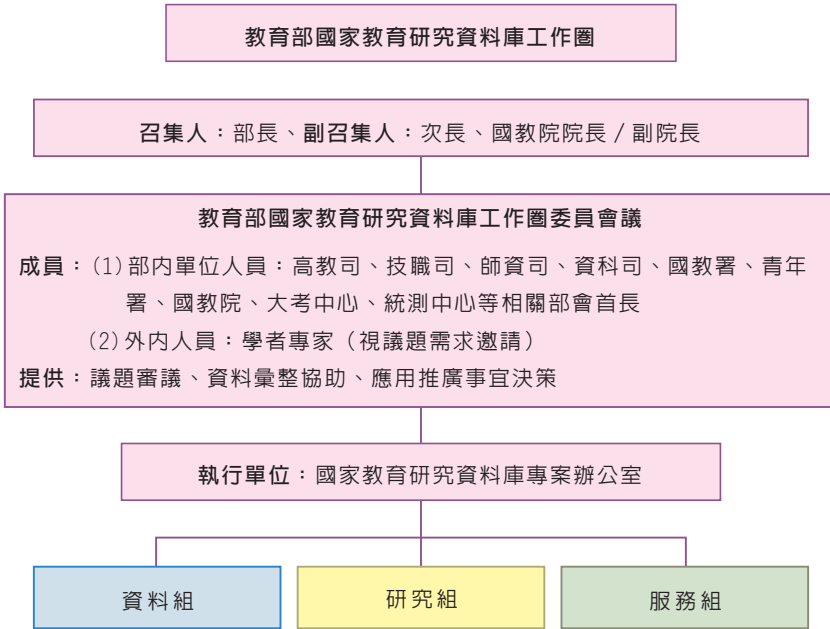 教育部國家教育研究資料庫工作圈
召集人：部長、副召集人：次長、國教院院長／副院長
教育部國家教育研究資料庫工作圈委員會議
成員：(1)部內單位人員：高教司、技職司、師資司、資科司、國教署、青年
署、國教院、大考中心、統測中心等相關部會首長
(2)外內人員：學者專家（視議題需求邀請）
提供：議題審議、資料彙整協助、應用推廣事宜決策
執行單位：國家教育研究資料庫專案辦公室
資料組
研究組
服務組